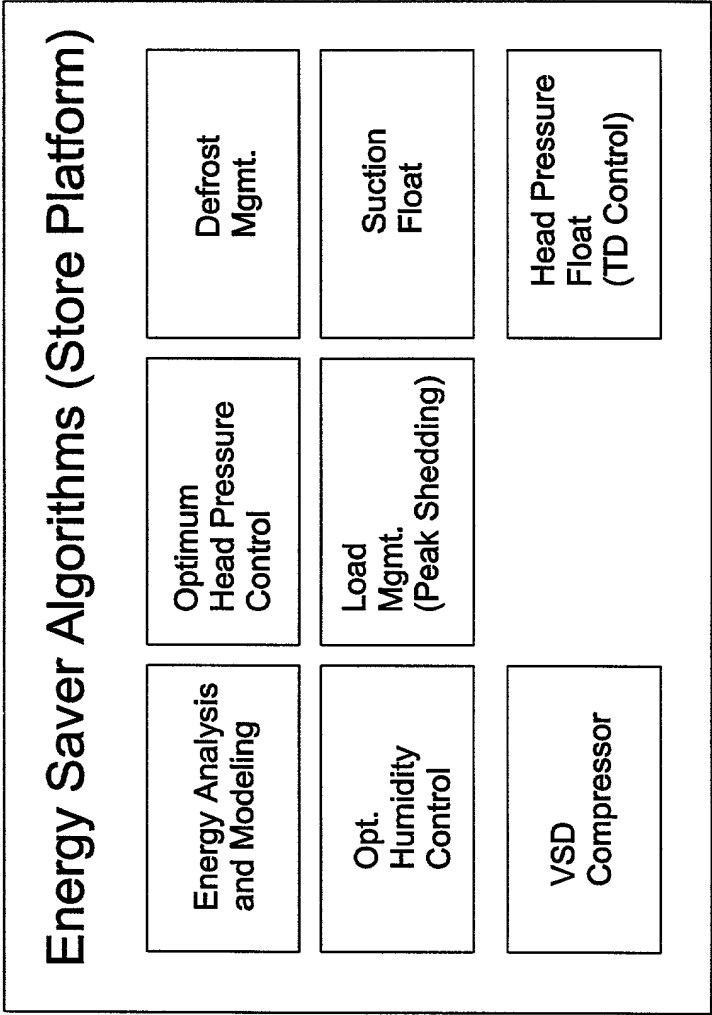 Energy Saver Algorithms (Store Platform)
Energy Analysis
and Modeling
Optimum
Head Pressure
Control
Defrost
Mgmt.
Opt.
Humidity
Control
Load
Mgmt.
(Peak Shedding)
Suction
Float
VSD
Compressor
Head Pressure
Float
(TD Control)